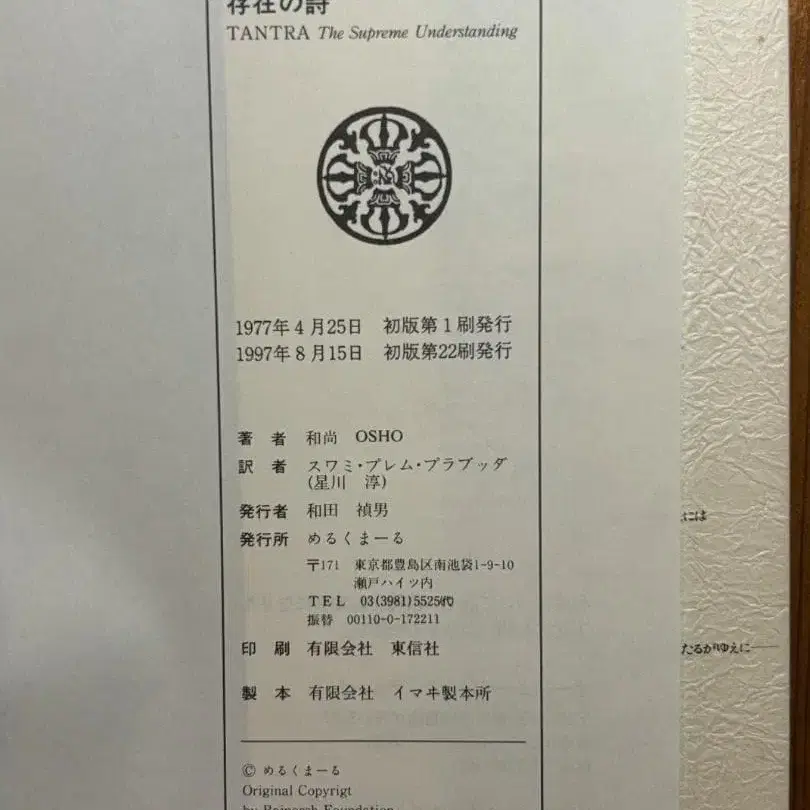 存在の詩
TANTRA The Supreme Understanding
1977年4月25日　初版第1刷発行
1997年8月15日　初版第22刷発行
著　者　和尚　OSHO
訳　者　スワミ・プレム・プラブッダ
(星川　淳)
発行者　和田　禎男
発行所　めるくまーる
〒171　東京都豊島区南池袋1-9-10
瀬戸ハイツ内
TEL　03(3981)5525㈹
振替　00110-0-172211
印　刷　有限会社　東信社
製　本　有限会社　イマヰ製本所
© めるくまーる
Original Copyrigt
by Rajneesh Foundation
には
たるがゆえに――